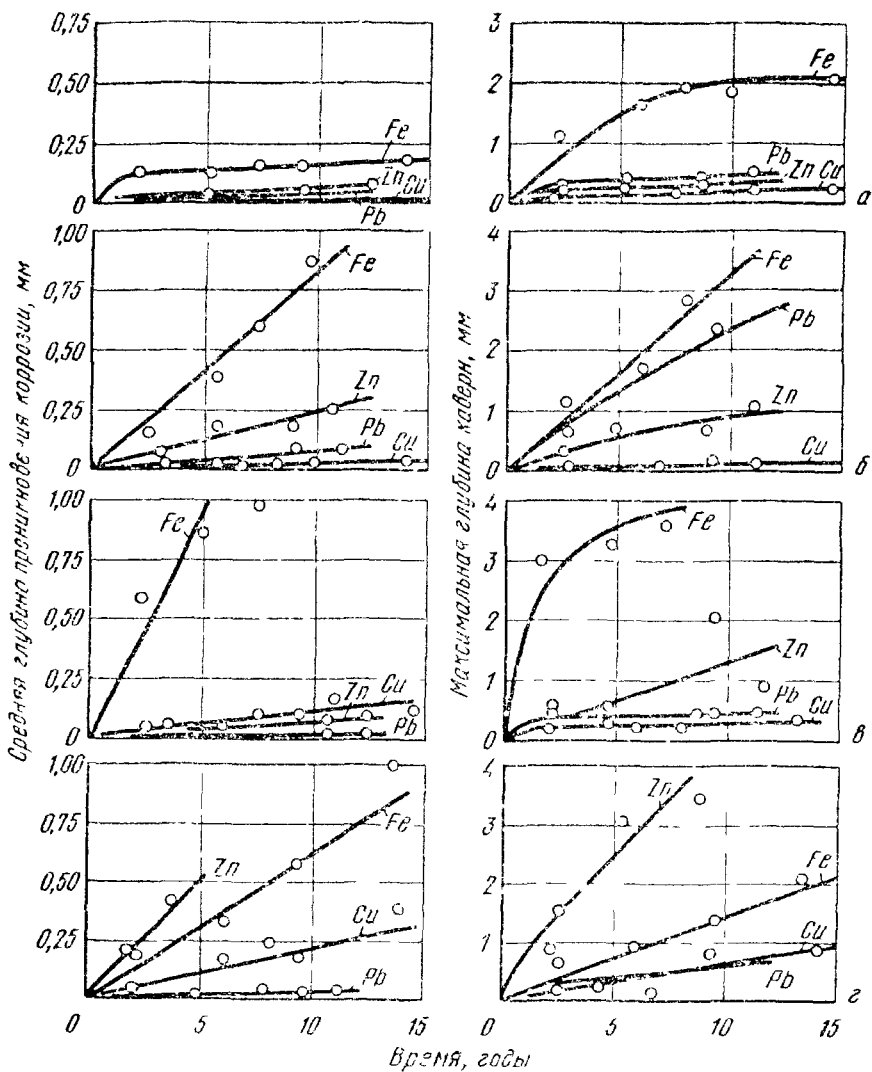 0,75
0,50
0,25
0
Fe
Zn
Cu
Pb
3
2
1
0
Fe
Pb
Zn
Cu
а
1,00
0,75
0,50
0,25
0
Fe
Zn
Pb
Cu
4
3
2
1
0
Fe
Pb
Zn
Cu
б
1,00
0,75
0,50
0,25
0
Fe
Cu
Zn
Pb
4
3
2
1
0
Fe
Zn
Pb
Cu
в
1,00
0,75
0,50
0,25
0
5
10
15
Zn
Fe
Cu
Pb
4
3
2
1
0
0
5
10
15
Zn
Fe
Cu
Pb
г
Средняя глубина проникновения коррозии, мм
Максимальная глубина каверн, мм
Время, годы